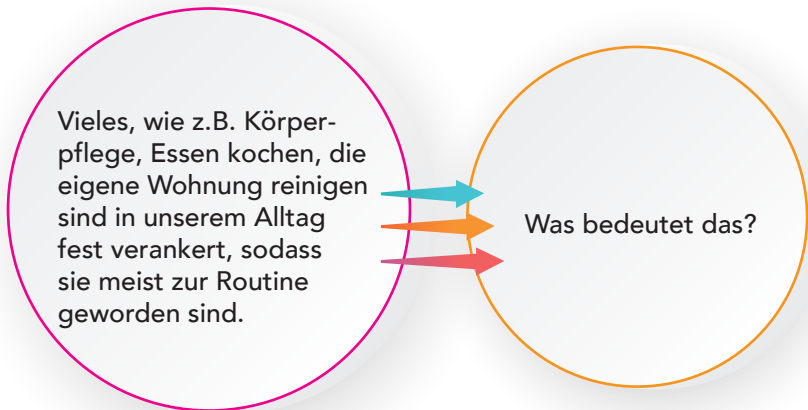 Vieles, wie z.B. Körper-
pflege, Essen kochen, die
eigene Wohnung reinigen
sind in unserem Alltag
fest verankert, sodass
sie meist zur Routine
geworden sind.
Was bedeutet das?